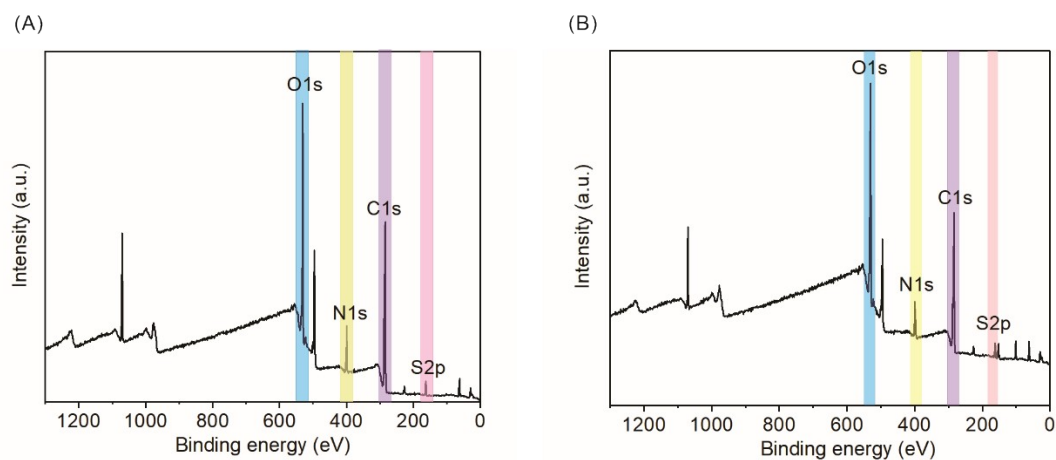 (A)
O1s
N1s
C1s
S2p
Intensity (a.u.)
1200 1000 800 600 400 200 0
Binding energy (eV)
(B)
O1s
N1s
C1s
S2p
Intensity (a.u.)
1200 1000 800 600 400 200 0
Binding energy (eV)